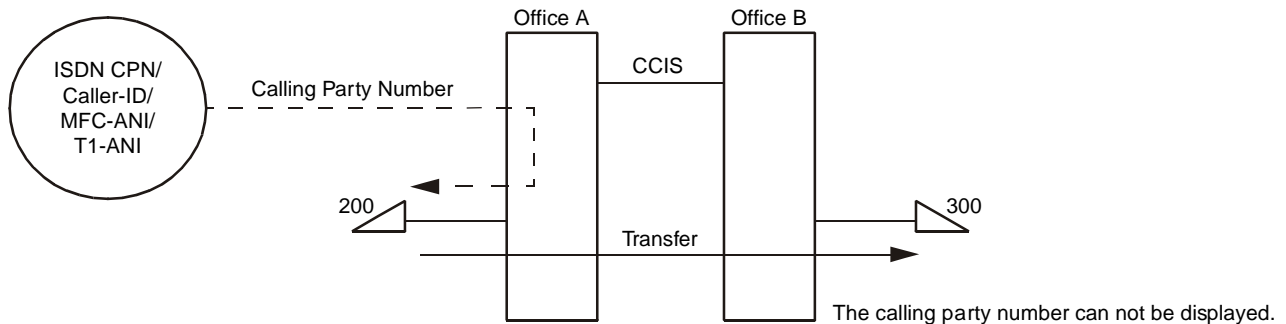 Office A
Office B
ISDN CPN/
Caller-ID/
MFC-ANI/
T1-ANI
Calling Party Number
CCIS
200
300
Transfer
The calling party number can not be displayed.